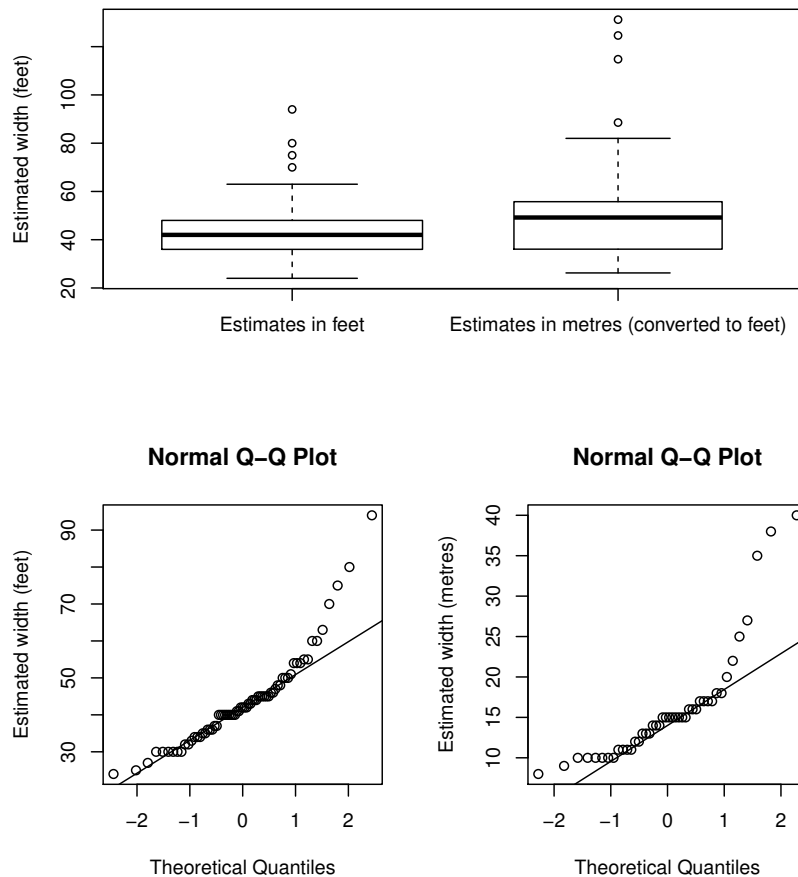 Estimated width (feet)
20 40 60 80 100
Estimates in feet
Estimates in metres (converted to feet)
Normal Q−Q Plot
Estimated width (feet)
30 50 70 90
−2 −1 0 1 2
Theoretical Quantiles
Normal Q−Q Plot
Estimated width (metres)
10 15 20 25 30 35 40
−2 −1 0 1 2
Theoretical Quantiles